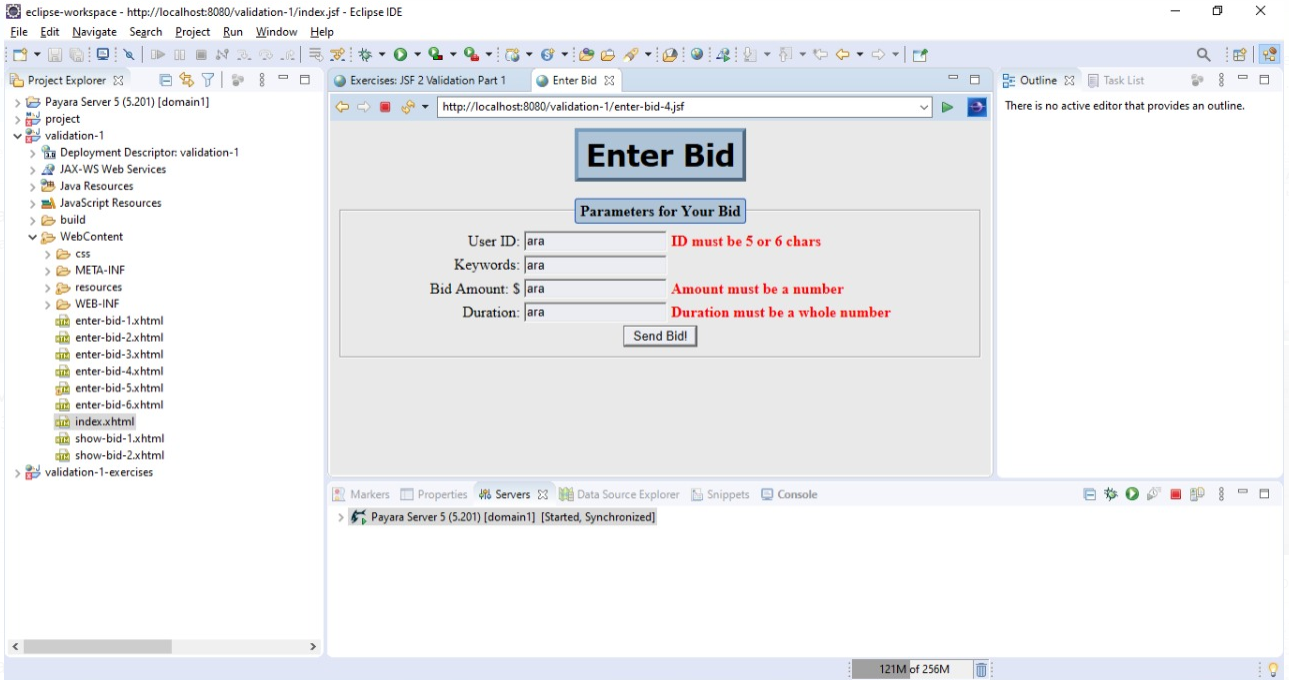 eclipse-workspace - http://localhost:8080/validation-1/index.jsf - Eclipse IDE
File Edit Navigate Search Project Run Window Help
Project Explorer
Payara Server 5 (5.201) [domain1]
project
validation-1
Deployment Descriptor: validation-1
JAX-WS Web Services
Java Resources
JavaScript Resources
build
WebContent
css
META-INF
resources
WEB-INF
enter-bid-1.xhtml
enter-bid-2.xhtml
enter-bid-3.xhtml
enter-bid-4.xhtml
enter-bid-5.xhtml
enter-bid-6.xhtml
index.xhtml
show-bid-1.xhtml
show-bid-2.xhtml
validation-1-exercises
Exercises: JSF 2 Validation Part 1 Enter Bid
http://localhost:8080/validation-1/enter-bid-4.jsf
Enter Bid
Parameters for Your Bid
User ID: ara ID must be 5 or 6 chars
Keywords: ara
Bid Amount: $ ara Amount must be a number
Duration: ara Duration must be a whole number
Send Bid!
Outline Task List
There is no active editor that provides an outline.
Markers Properties Servers Data Source Explorer Snippets Console
Payara Server 5 (5.201) [domain1] [Started, Synchronized]
121M of 256M